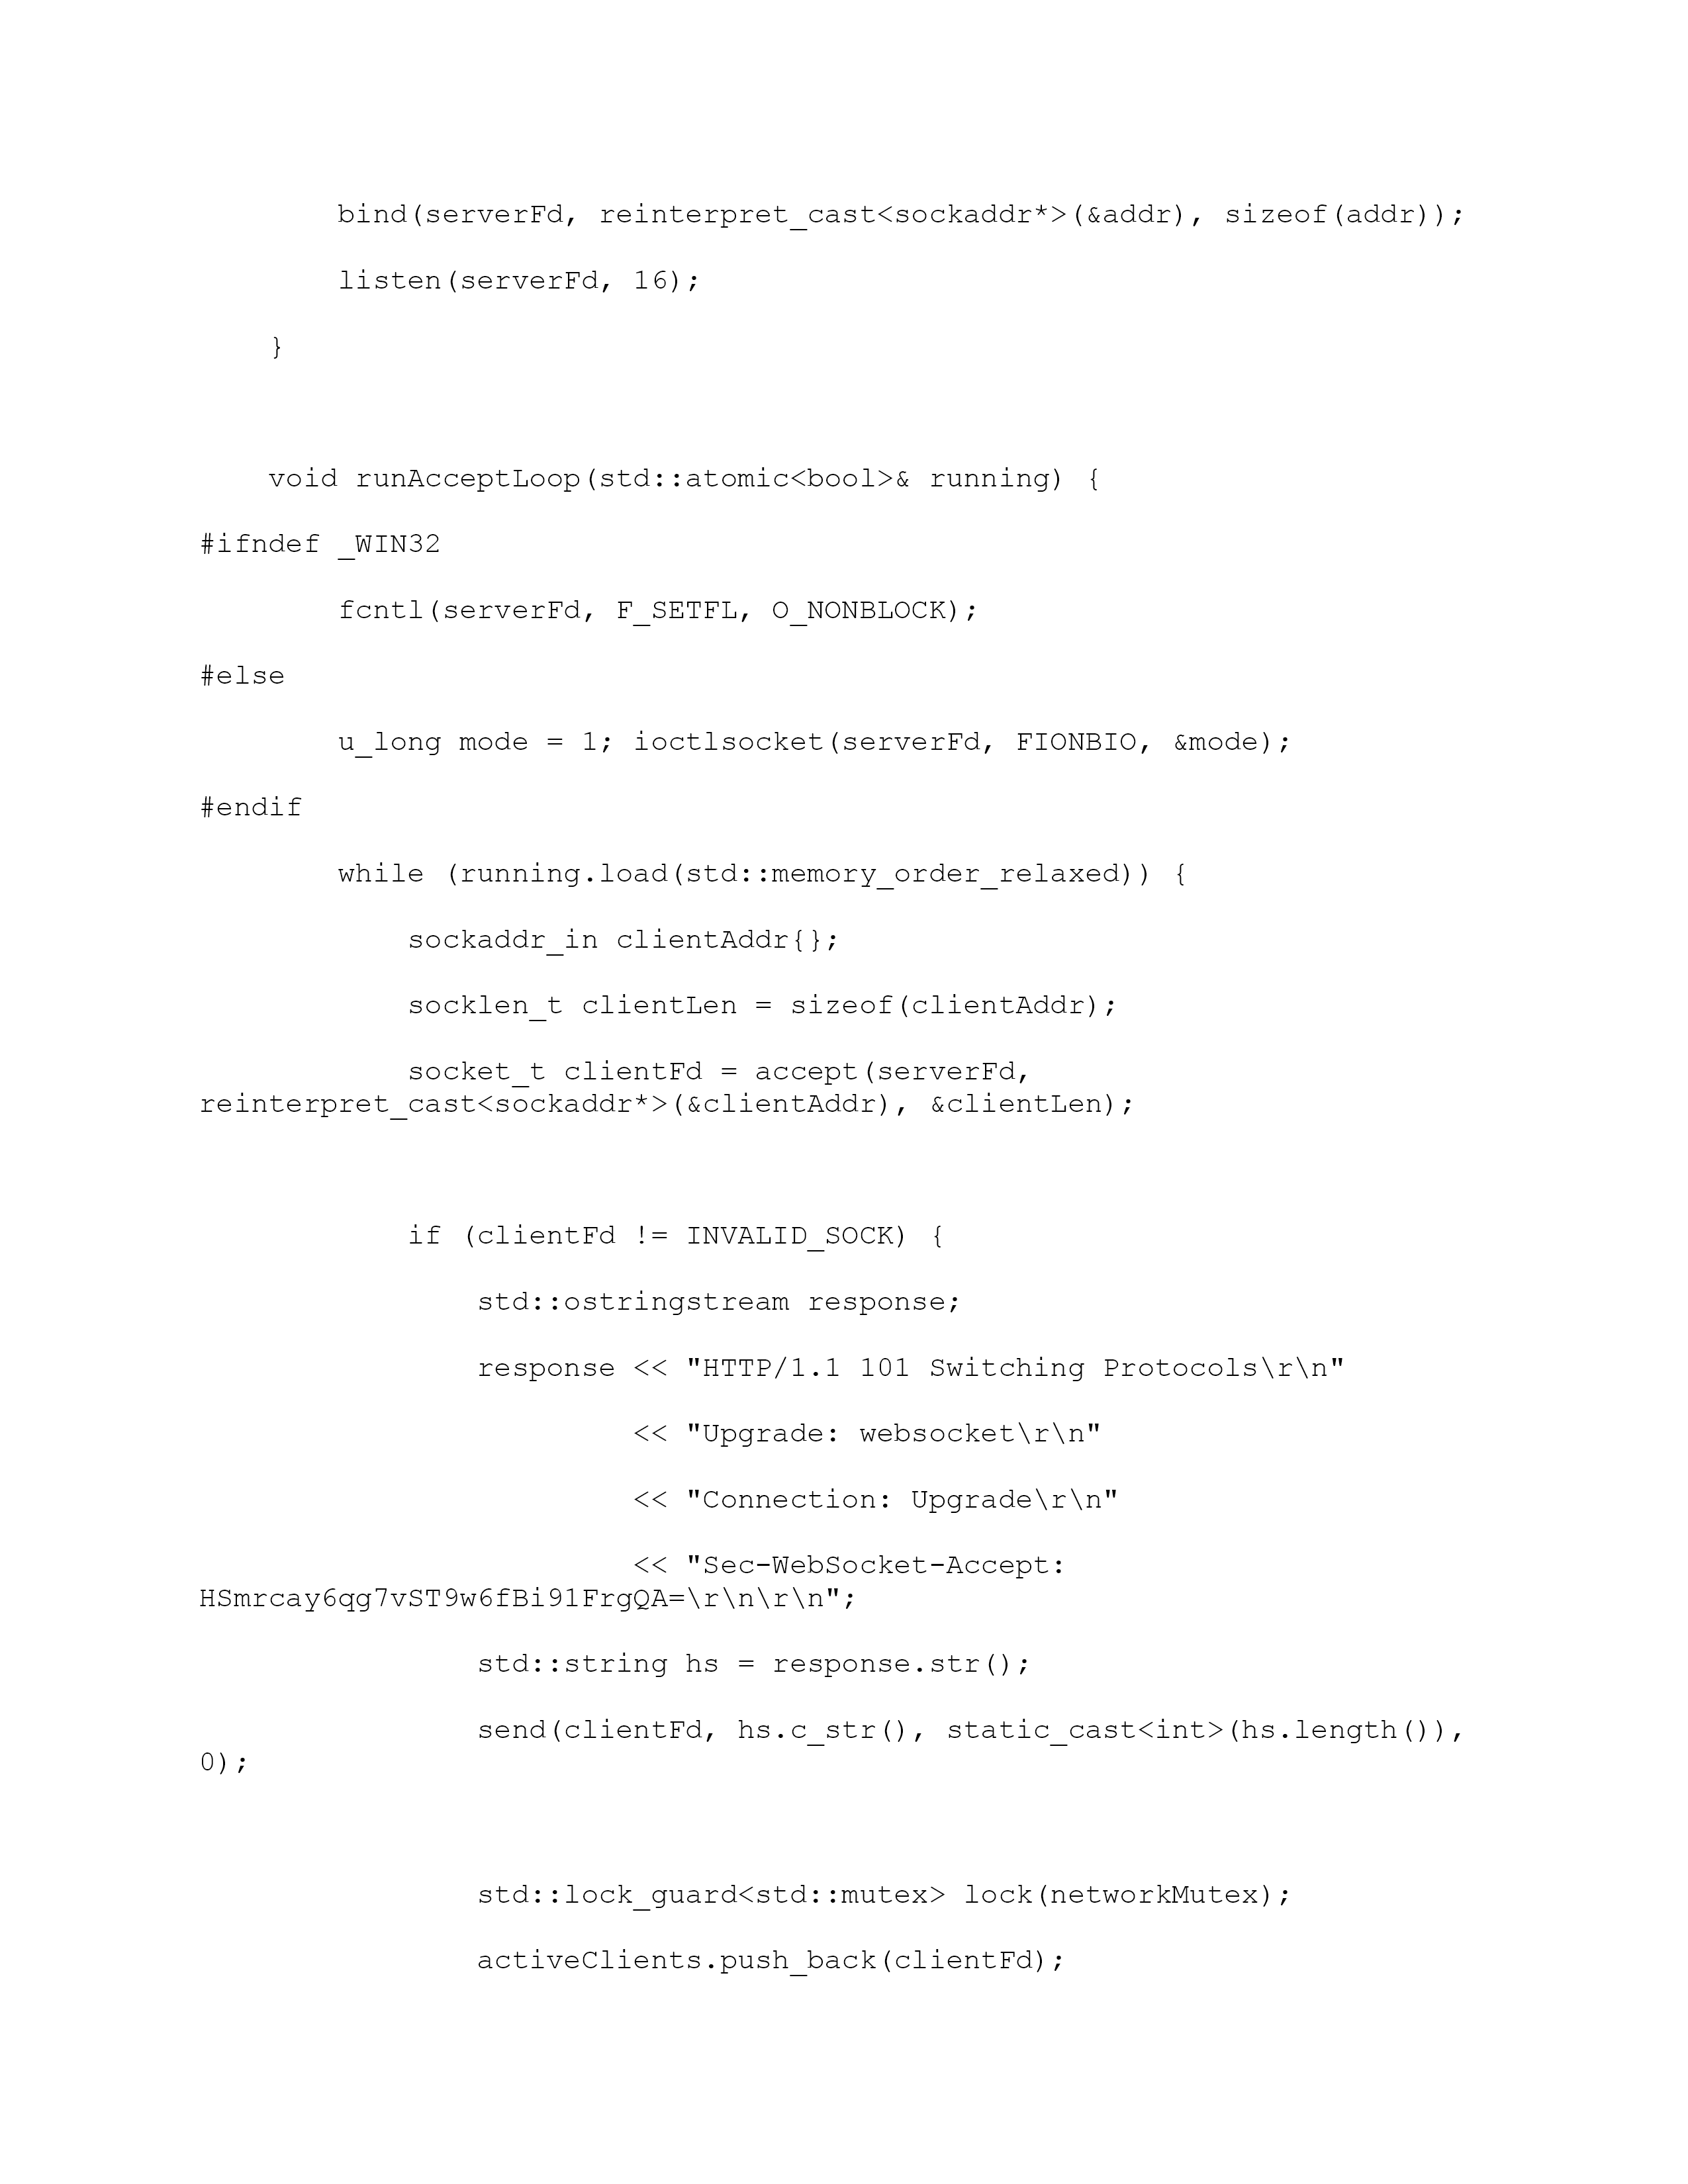 bind(serverFd, reinterpret_cast<sockaddr*>(&addr), sizeof(addr));
listen(serverFd, 16);
}
void runAcceptLoop(std::atomic<bool>& running) {
#ifndef _WIN32
fcntl(serverFd, F_SETFL, O_NONBLOCK);
#else
u_long mode = 1; ioctlsocket(serverFd, FIONBIO, &mode);
#endif
while (running.load(std::memory_order_relaxed)) {
sockaddr_in clientAddr{};
socklen_t clientLen = sizeof(clientAddr);
socket_t clientFd = accept(serverFd,
reinterpret_cast<sockaddr*>(&clientAddr), &clientLen);
if (clientFd != INVALID_SOCK) {
std::ostringstream response;
response << "HTTP/1.1 101 Switching Protocols\r\n"
<< "Upgrade: websocket\r\n"
<< "Connection: Upgrade\r\n"
<< "Sec-WebSocket-Accept:
HSmrcay6qg7vST9w6fBi91FrgQA=\r\n\r\n";
std::string hs = response.str();
send(clientFd, hs.c_str(), static_cast<int>(hs.length()),
0);
std::lock_guard<std::mutex> lock(networkMutex);
activeClients.push_back(clientFd);